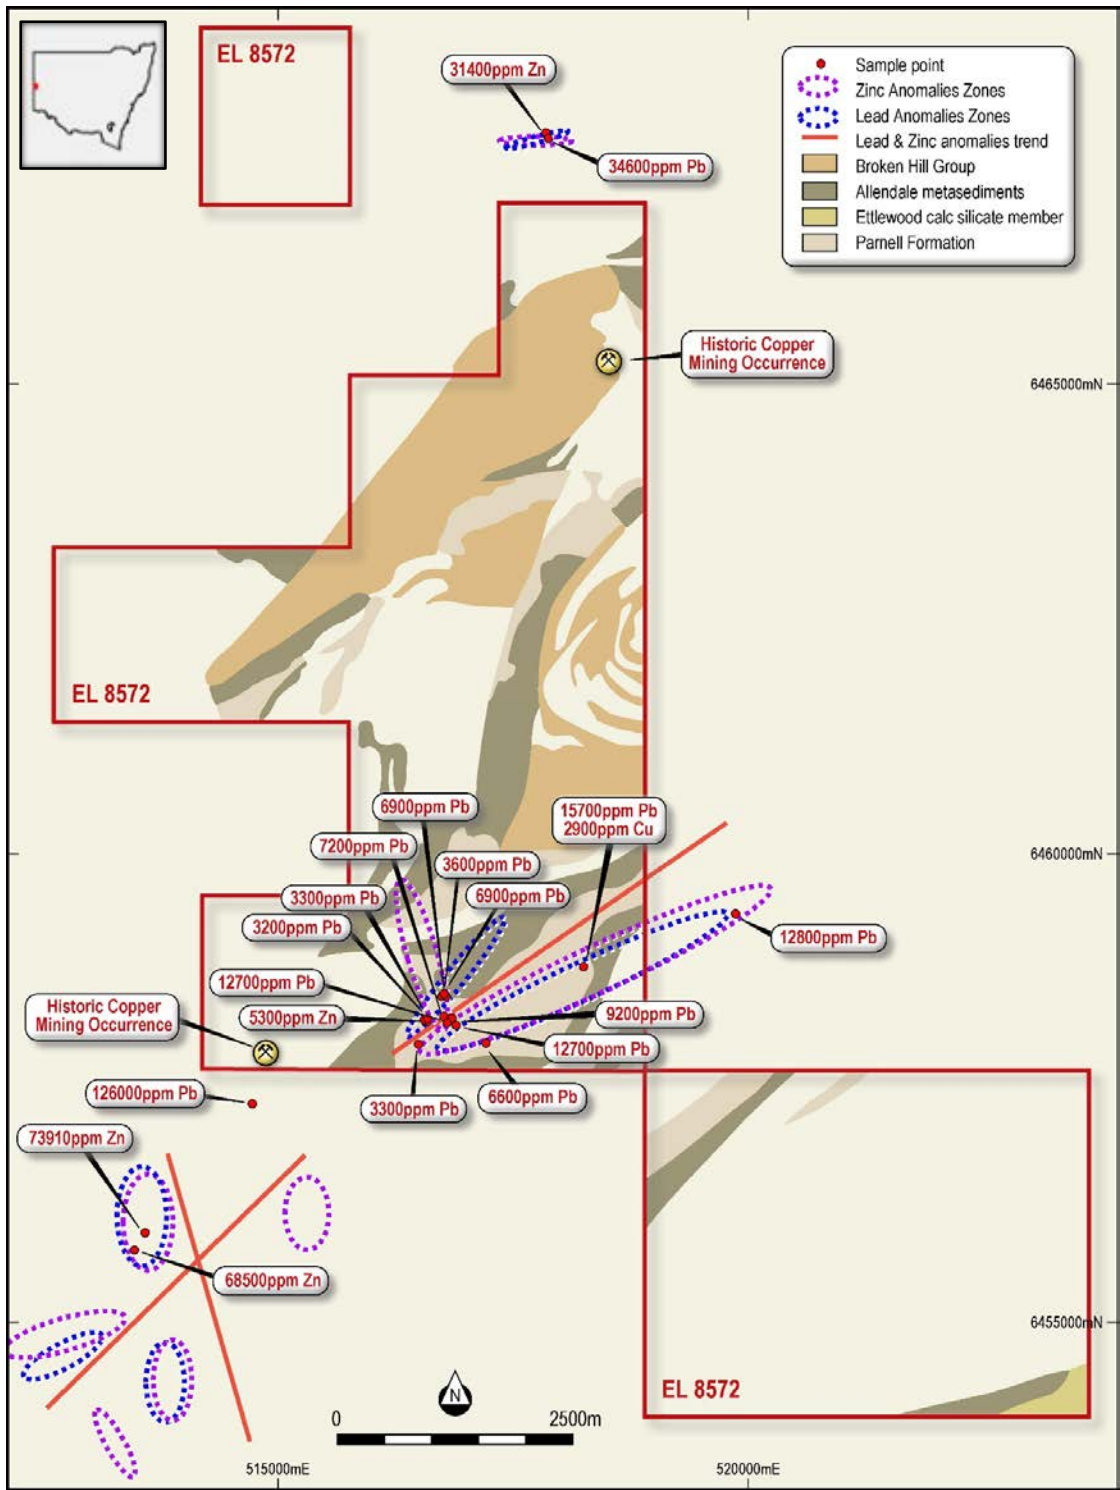 EL 8572
31400ppm Zn
34600ppm Pb
Sample point
Zinc Anomalies Zones
Lead Anomalies Zones
Lead & Zinc anomalies trend
Broken Hill Group
Allendale metasediments
Ettlewood calc silicate member
Parnell Formation
Historic Copper
Mining Occurrence
6465000mN
EL 8572
6900ppm Pb
15700ppm Pb
2900ppm Cu
7200ppm Pb
3600ppm Pb
6460000mN
3300ppm Pb
6900ppm Pb
3200ppm Pb
12800ppm Pb
12700ppm Pb
Historic Copper
Mining Occurrence
5300ppm Zn
9200ppm Pb
12700ppm Pb
126000ppm Pb
3300ppm Pb
6600ppm Pb
73910ppm Zn
68500ppm Zn
6455000mN
EL 8572
N
0
2500m
515000mE
520000mE